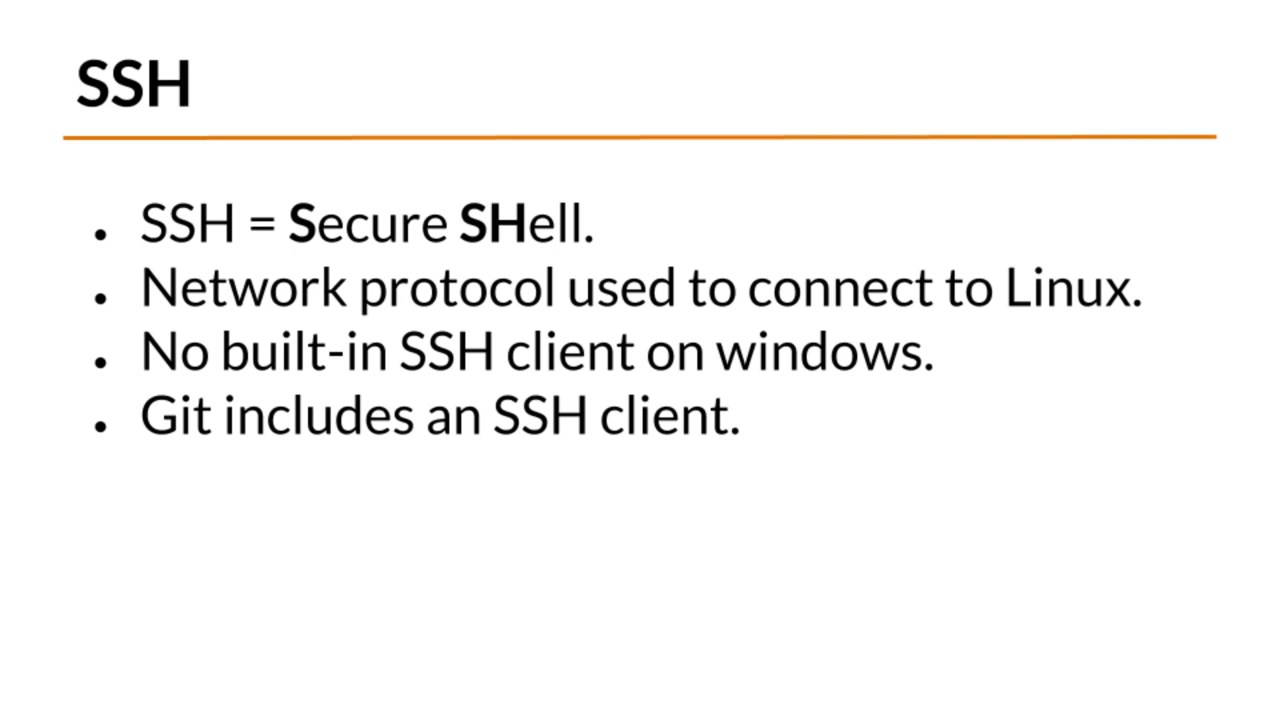 SSH
• SSH = Secure SHell.
• Network protocol used to connect to Linux.
• No built-in SSH client on windows.
• Git includes an SSH client.